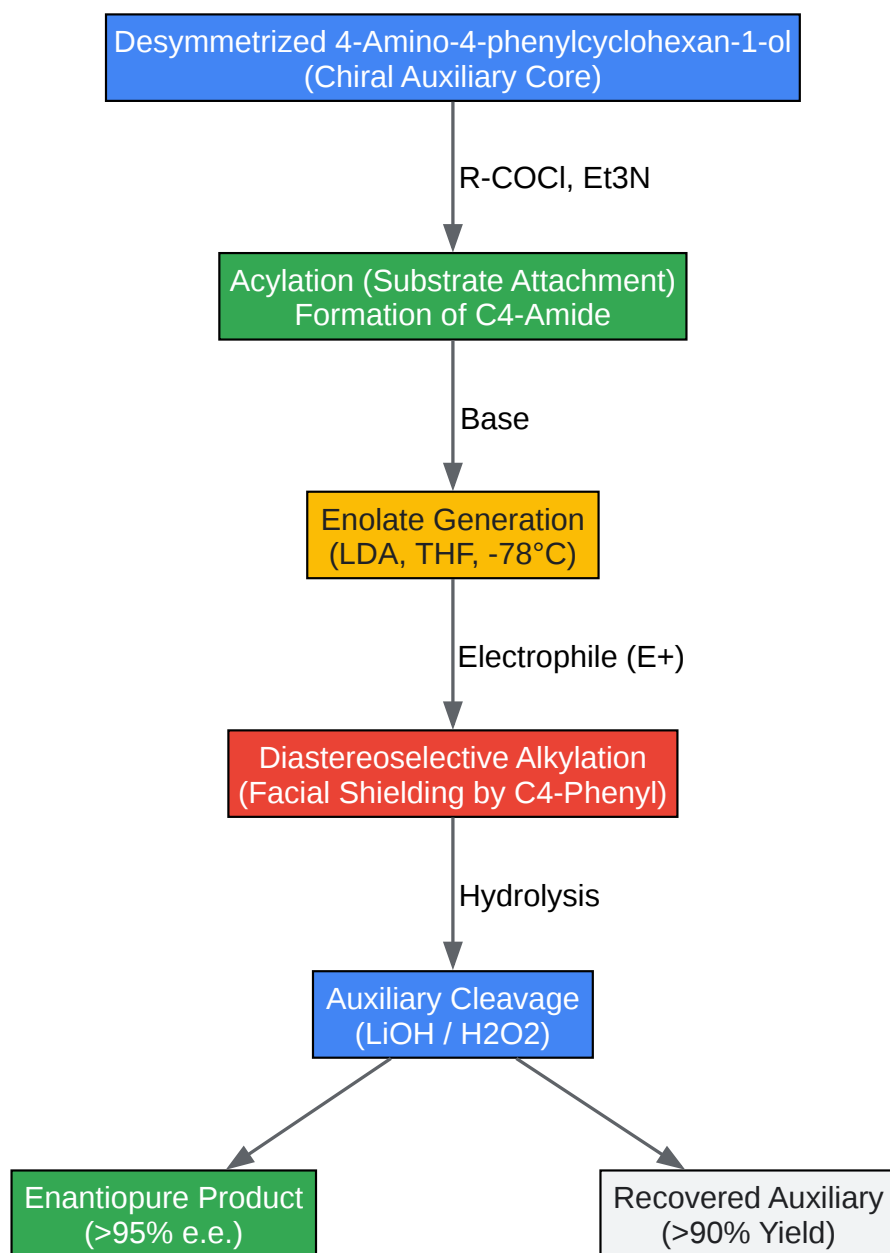 Desymmetrized 4-Amino-4-phenylcyclohexan-1-ol
(Chiral Auxiliary Core)
R-COCl, Et3N
Acylation (Substrate Attachment)
Formation of C4-Amide
Base
Enolate Generation
(LDA, THF, -78°C)
Electrophile (E+)
Diastereoselective Alkylation
(Facial Shielding by C4-Phenyl)
Hydrolysis
Auxiliary Cleavage
(LiOH / H2O2)
Enantiopure Product
(>95% e.e.)
Recovered Auxiliary
(>90% Yield)